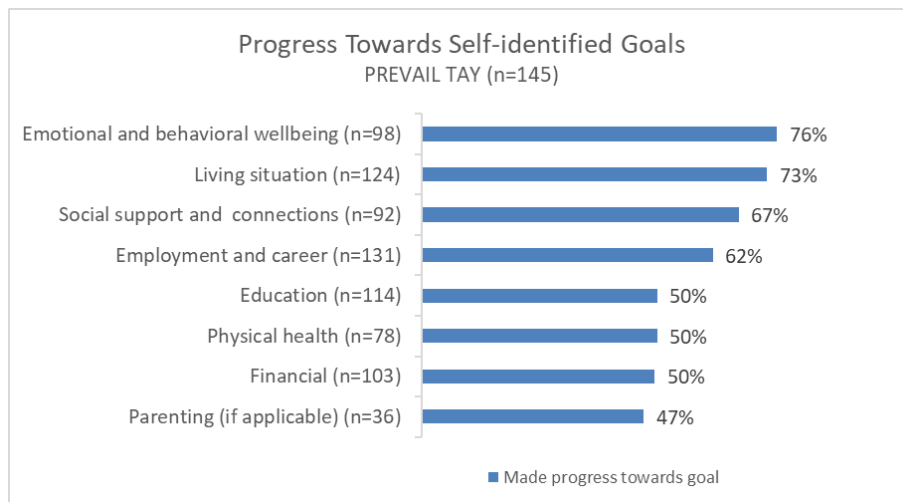 Progress Towards Self-identified Goals
PREVAIL TAY (n=145)
Emotional and behavioral wellbeing (n=98) 76%
Living situation (n=124) 73%
Social support and connections (n=92) 67%
Employment and career (n=131) 62%
Education (n=114) 50%
Physical health (n=78) 50%
Financial (n=103) 50%
Parenting (if applicable) (n=36) 47%
Made progress towards goal